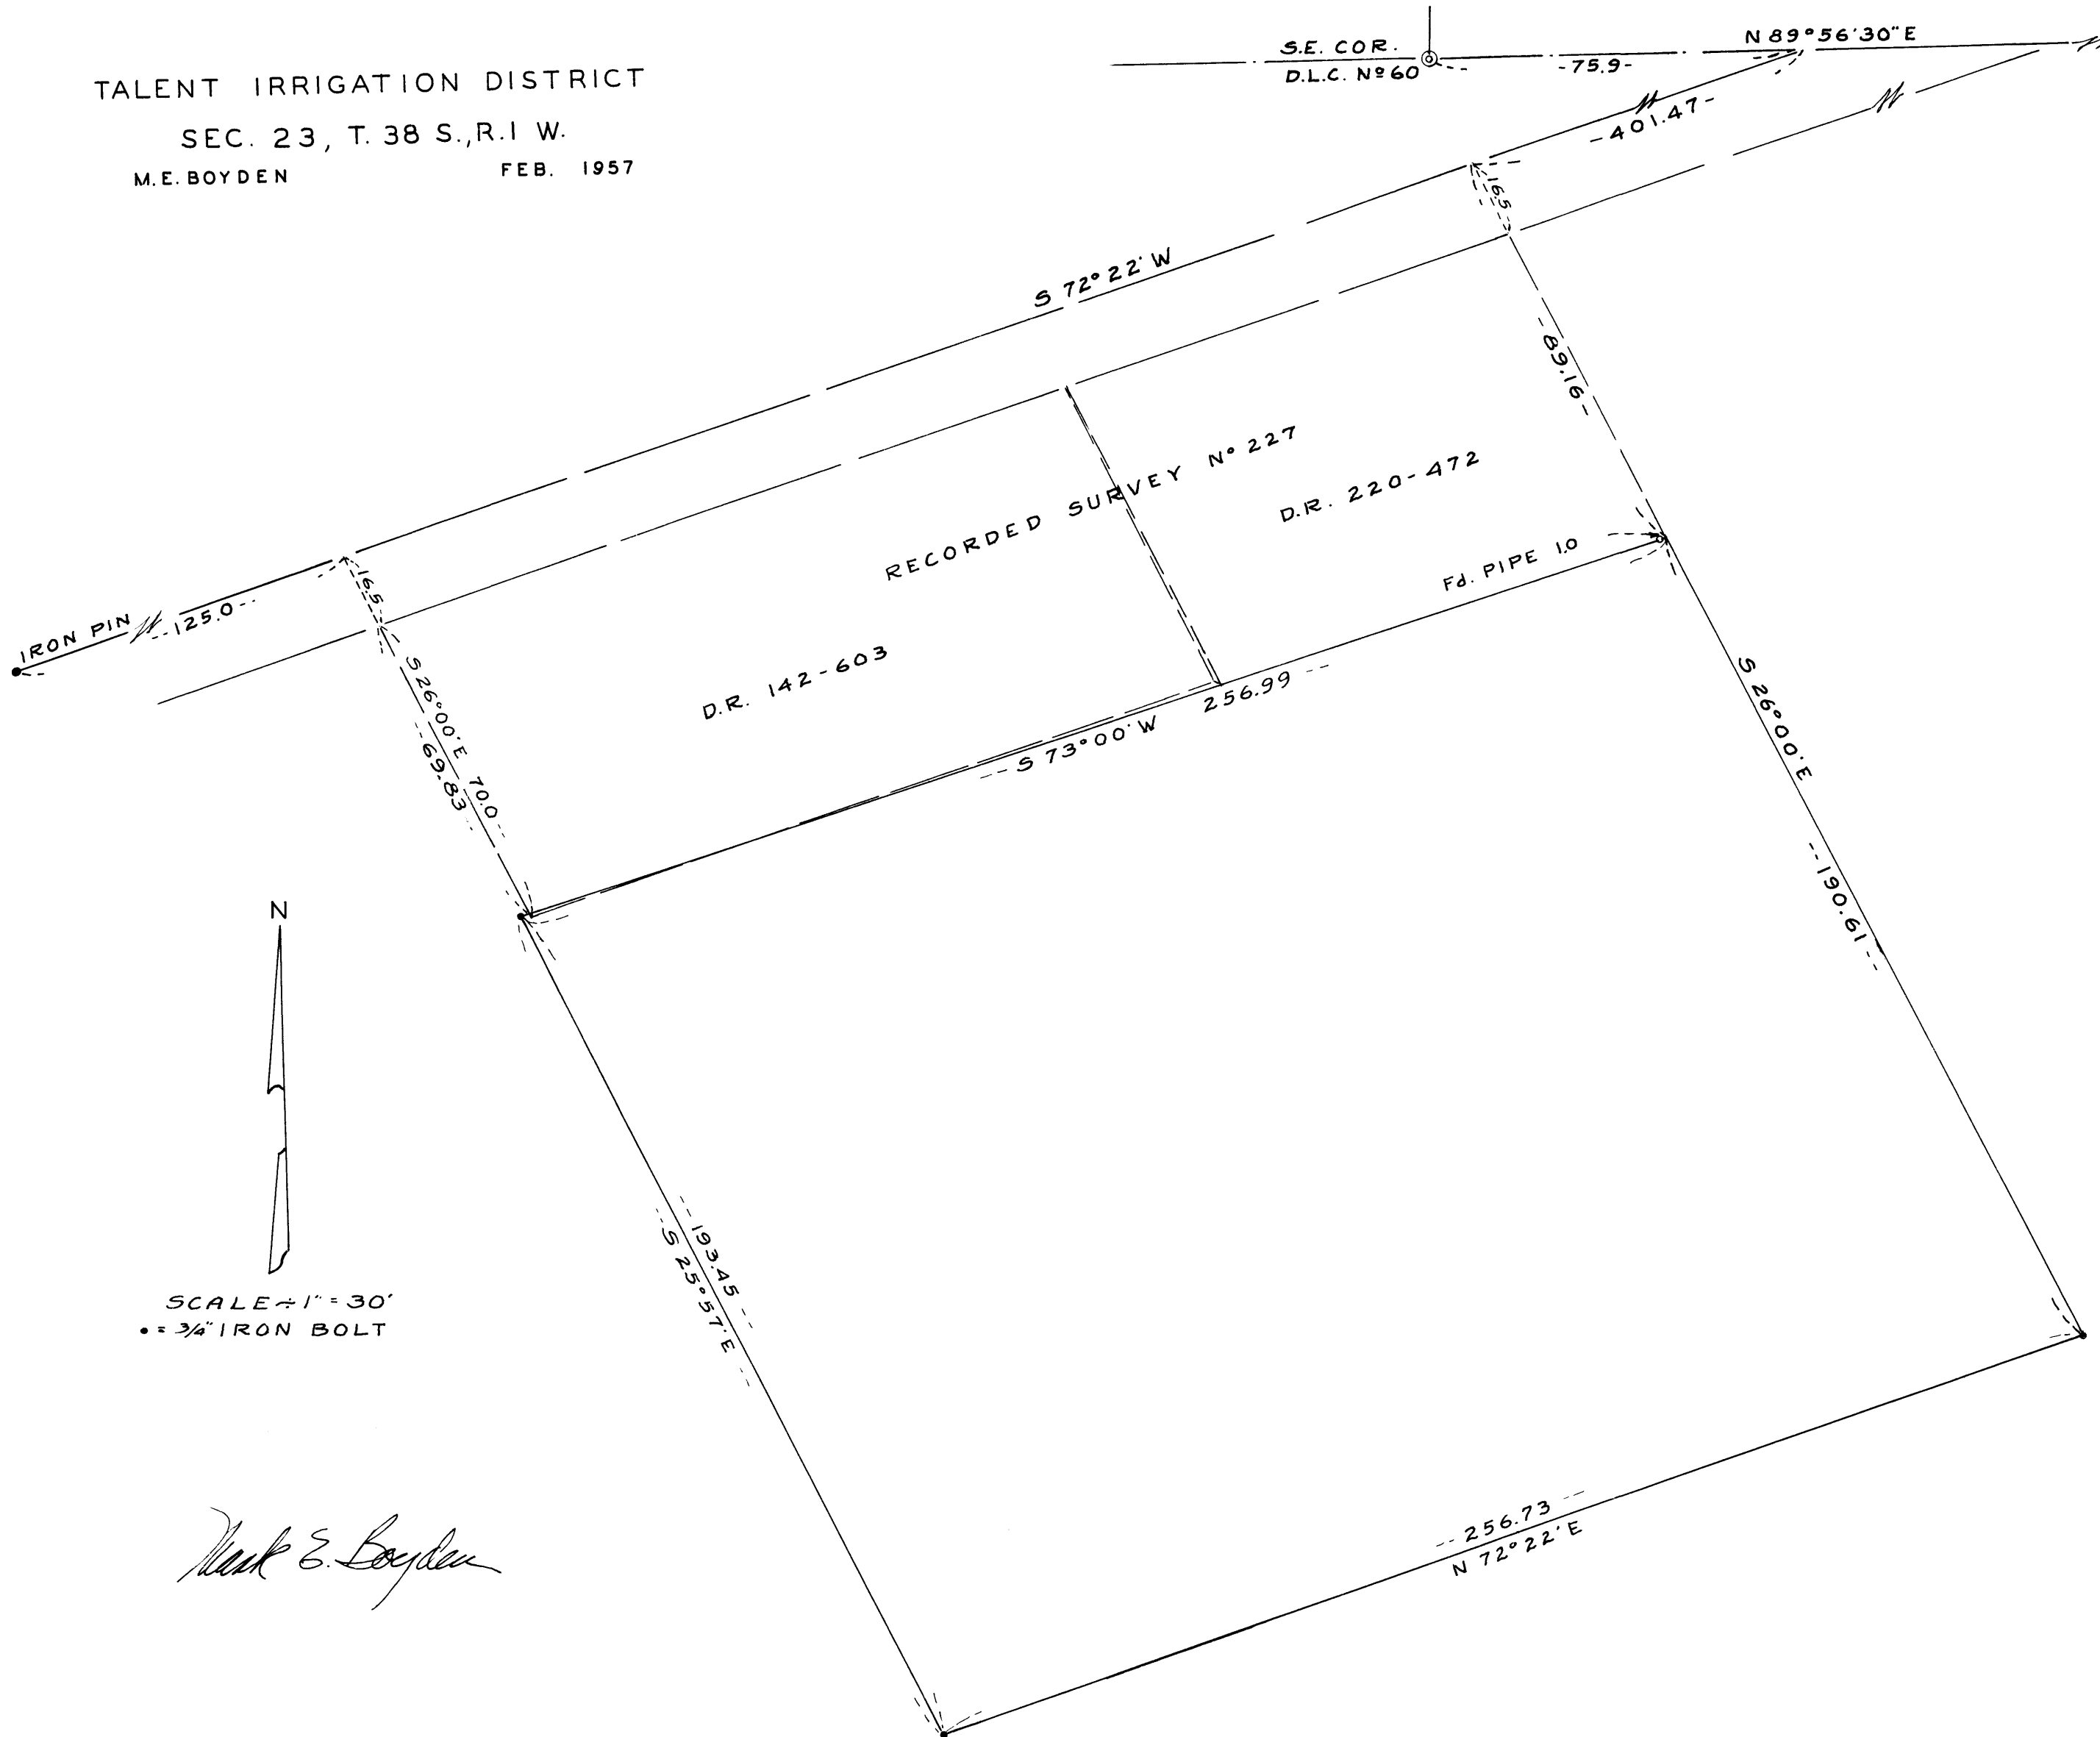 TALENT IRRIGATION DISTRICT
SEC. 23, T. 38 S., R. 1 W.
M. E. BOYDEN FEB. 1957
S.E. COR.
D.L.C. Nº 60
-75.9-
N 89°56'30" E
-401.47-
16.5
S 72°22' W
-89.16-
RECORDED SURVEY Nº 227
D.R. 220-472
Fd. PIPE 1.0
IRON PIN
--125.0--
16.5
S 26°00' E 70.0
69.83
D.R. 142-603
S 73°00' W 256.99
S 26°00' E
190.61
N
SCALE ÷ 1" = 30'
• = 3/4" IRON BOLT
193.45
S 25°57' E
256.73
N 72°22' E
Mark E. Boyden